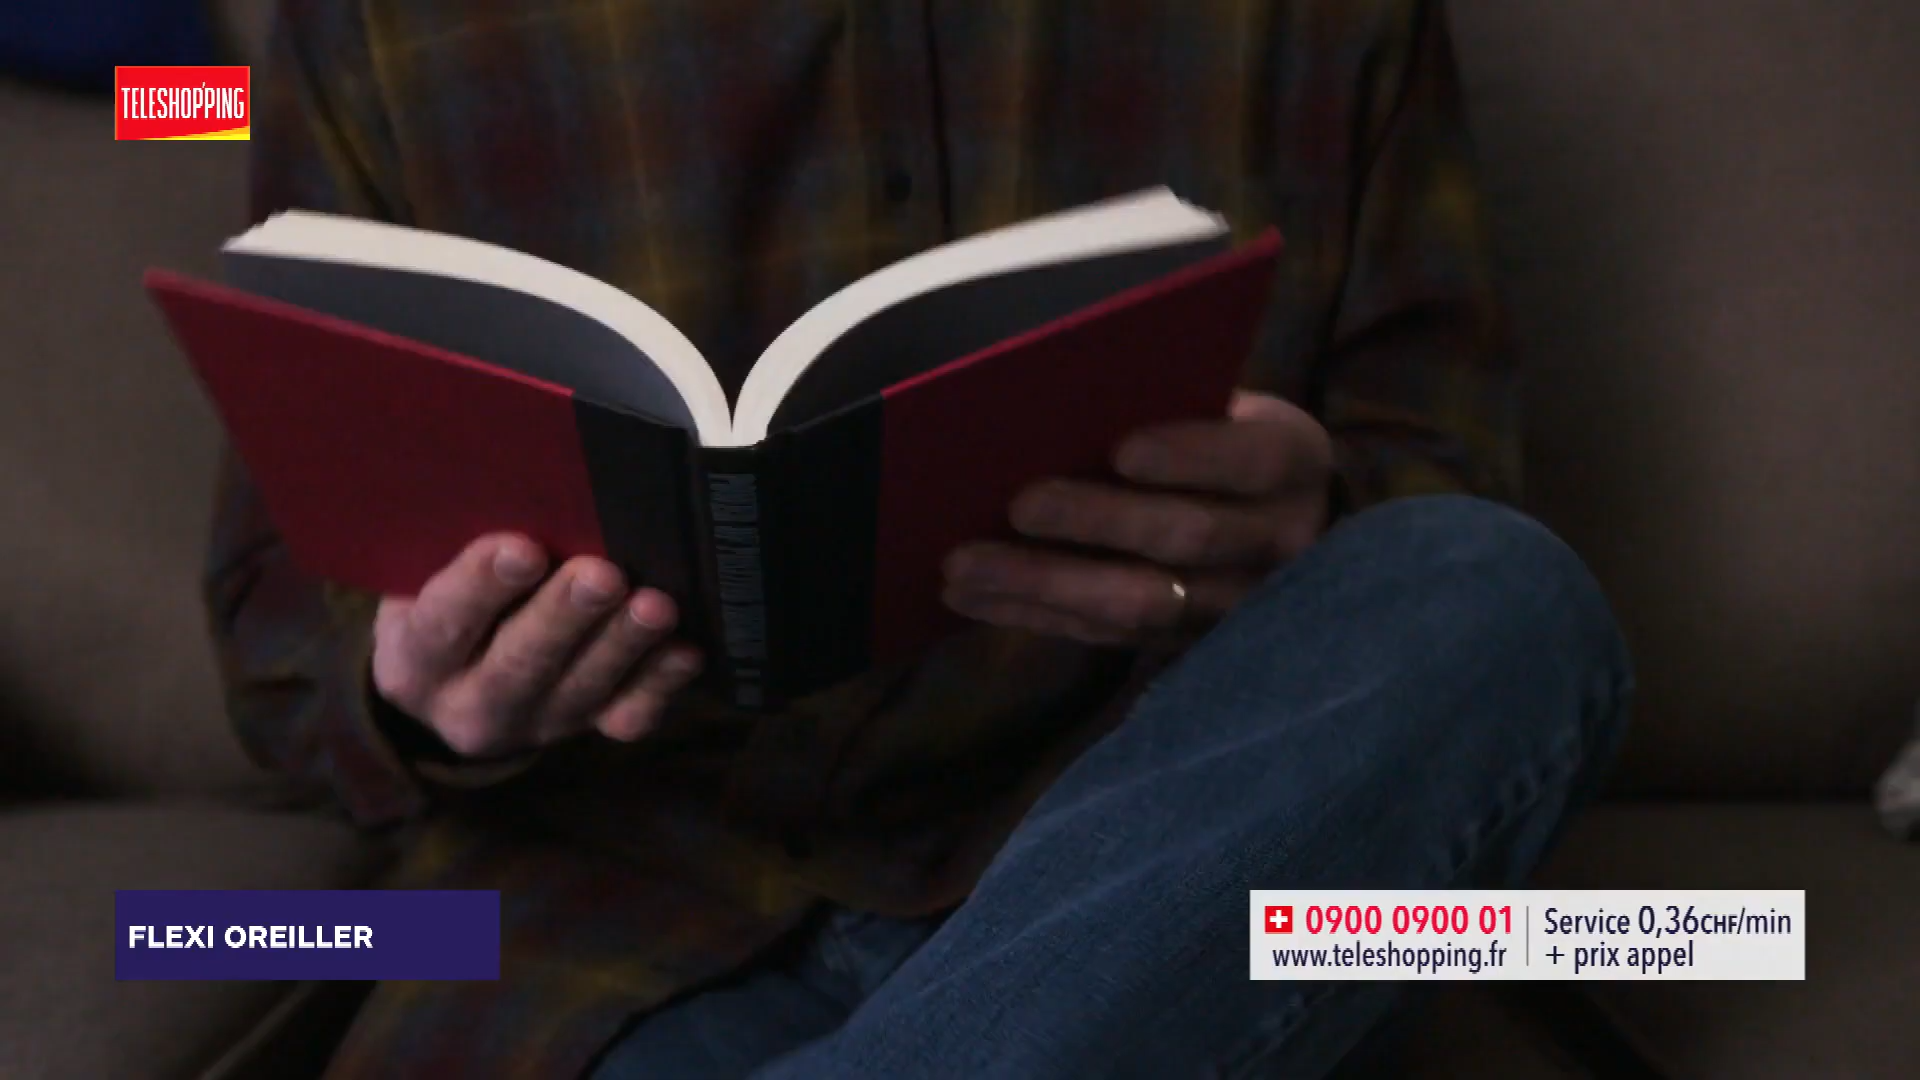 TELESHOPPING
FLEXI OREILLER
0900 0900 01
www.teleshopping.fr
Service 0,36CHF/min
+ prix appel